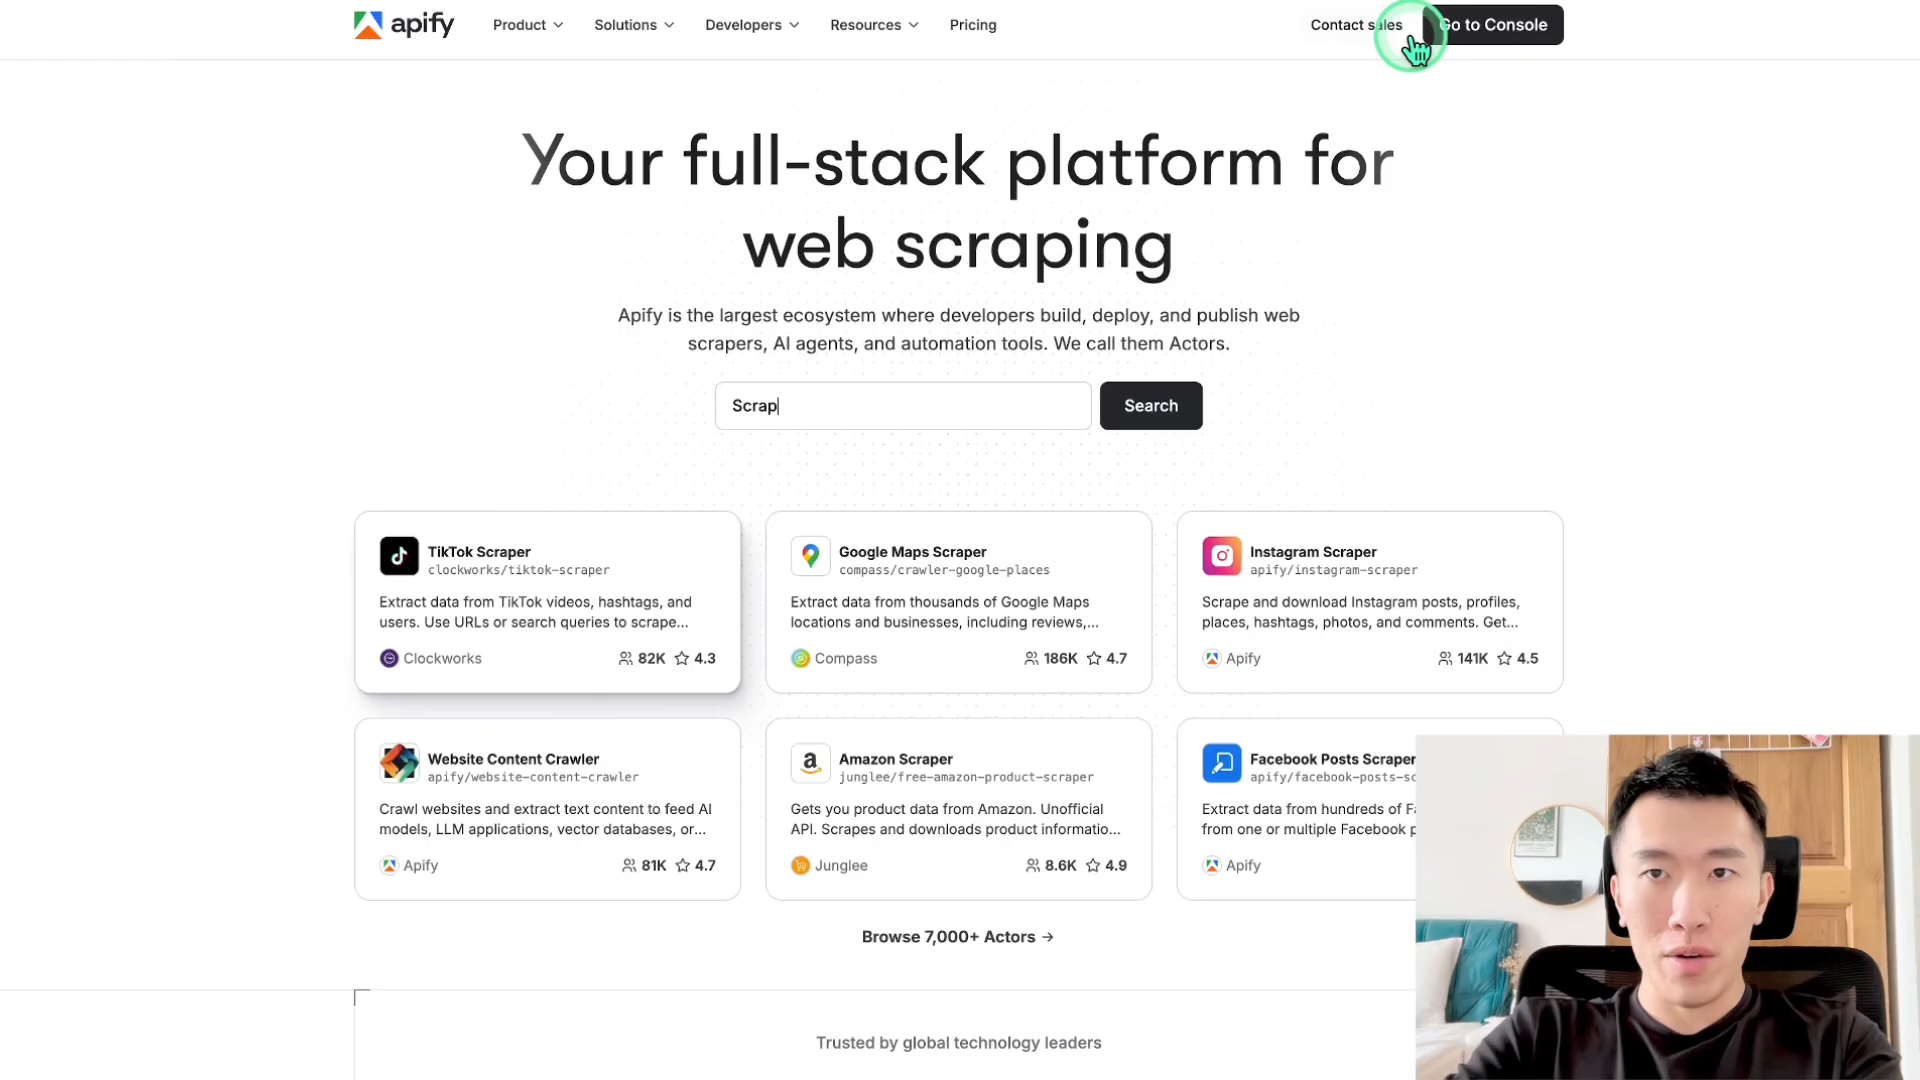 apify
Product
Solutions
Developers
Resources
Pricing
Contact sales
Go to Console
Your full-stack platform for
web scraping
Apify is the largest ecosystem where developers build, deploy, and publish web
scrapers, AI agents, and automation tools. We call them Actors.
Scrap
Search
TikTok Scraper
clockworks/tiktok-scraper
Extract data from TikTok videos, hashtags, and
users. Use URLs or search queries to scrape...
Clockworks 82K 4.3
Google Maps Scraper
compass/crawler-google-places
Extract data from thousands of Google Maps
locations and businesses, including reviews,...
Compass 186K 4.7
Instagram Scraper
apify/instagram-scraper
Scrape and download Instagram posts, profiles,
places, hashtags, photos, and comments. Get...
Apify 141K 4.5
Website Content Crawler
apify/website-content-crawler
Crawl websites and extract text content to feed AI
models, LLM applications, vector databases, or...
Apify 81K 4.7
Amazon Scraper
junglee/free-amazon-product-scraper
Gets you product data from Amazon. Unofficial
API. Scrapes and downloads product informatio...
Junglee 8.6K 4.9
Facebook Posts Scraper
apify/facebook-posts-sc
Extract data from hundreds of Fa
from one or multiple Facebook p
Apify
Browse 7,000+ Actors →
Trusted by global technology leaders